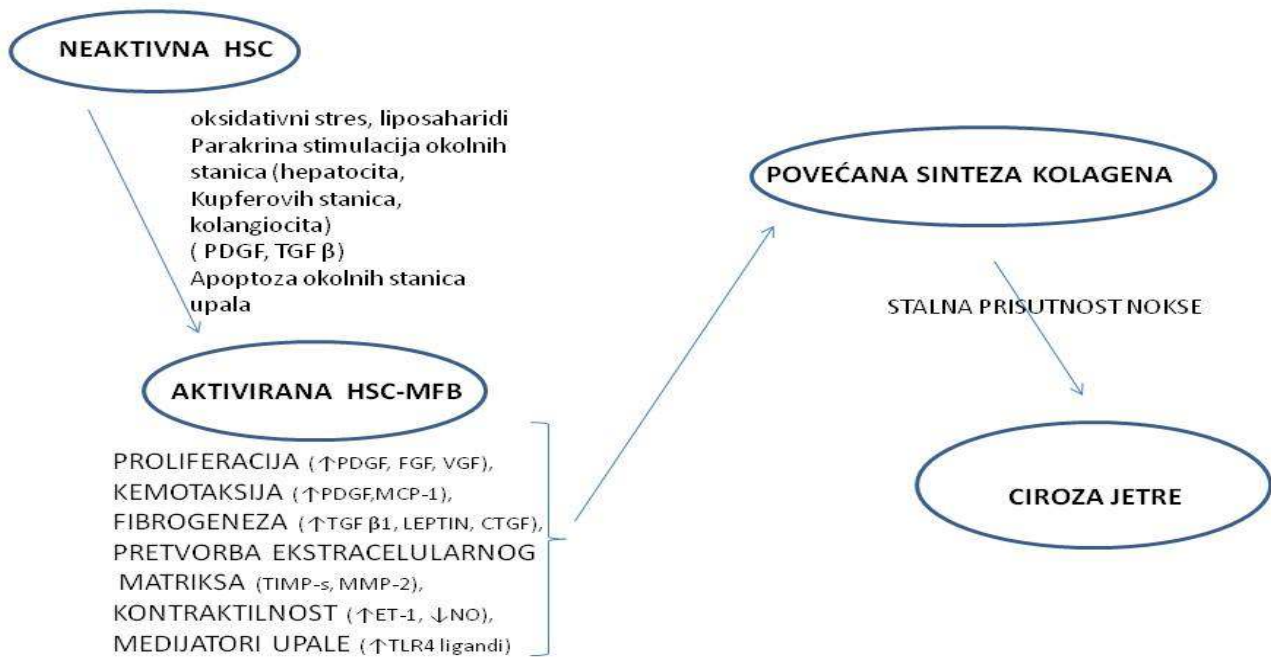 NEAKTIVNA HSC
oksidativni stres, liposaharidi
Parakrina stimulacija okolnih
stanica (hepatocita,
Kupferovih stanica,
kolangiocita)
( PDGF, TGF β)
Apoptoza okolnih stanica
upala
AKTIVIRANA HSC-MFB
PROLIFERACIJA (↑PDGF, FGF, VGF),
KEMOTAKSIJA (↑PDGF,MCP-1),
FIBROGENEZA (↑TGF β1, LEPTIN, CTGF),
PRETVORBA EKSTRACELULARNOG
MATRIKSA (TIMP-s, MMP-2),
KONTRAKTILNOST (↑ET-1, ↓NO),
MEDIJATORI UPALE (↑TLR4 ligandi)
POVEĆANA SINTEZA KOLAGENA
STALNA PRISUTNOST NOKSE
CIROZA JETRE